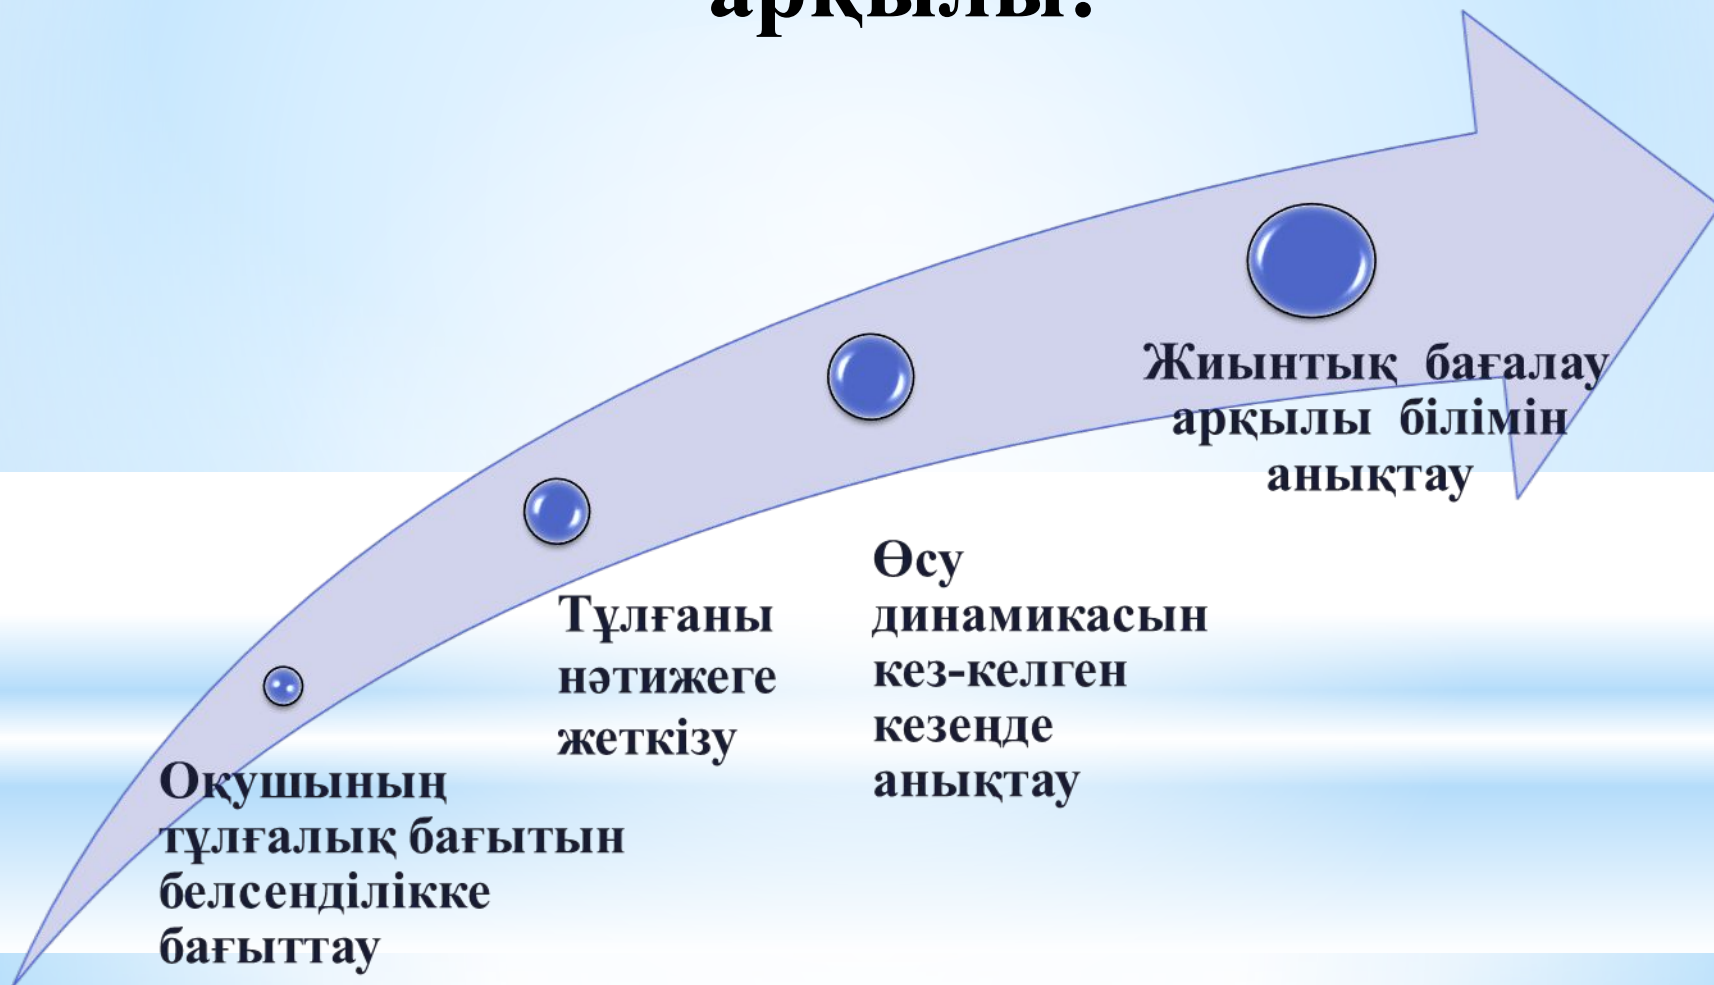 арқылы:
Оқушының
тұлғалық бағытын
белсенділікке
бағыттау
Тұлғаны
нәтижеге
жеткізу
Өсу
динамикасын
кез-келген
кезеңде
анықтау
Жиынтық бағалау
арқылы білімін
анықтау